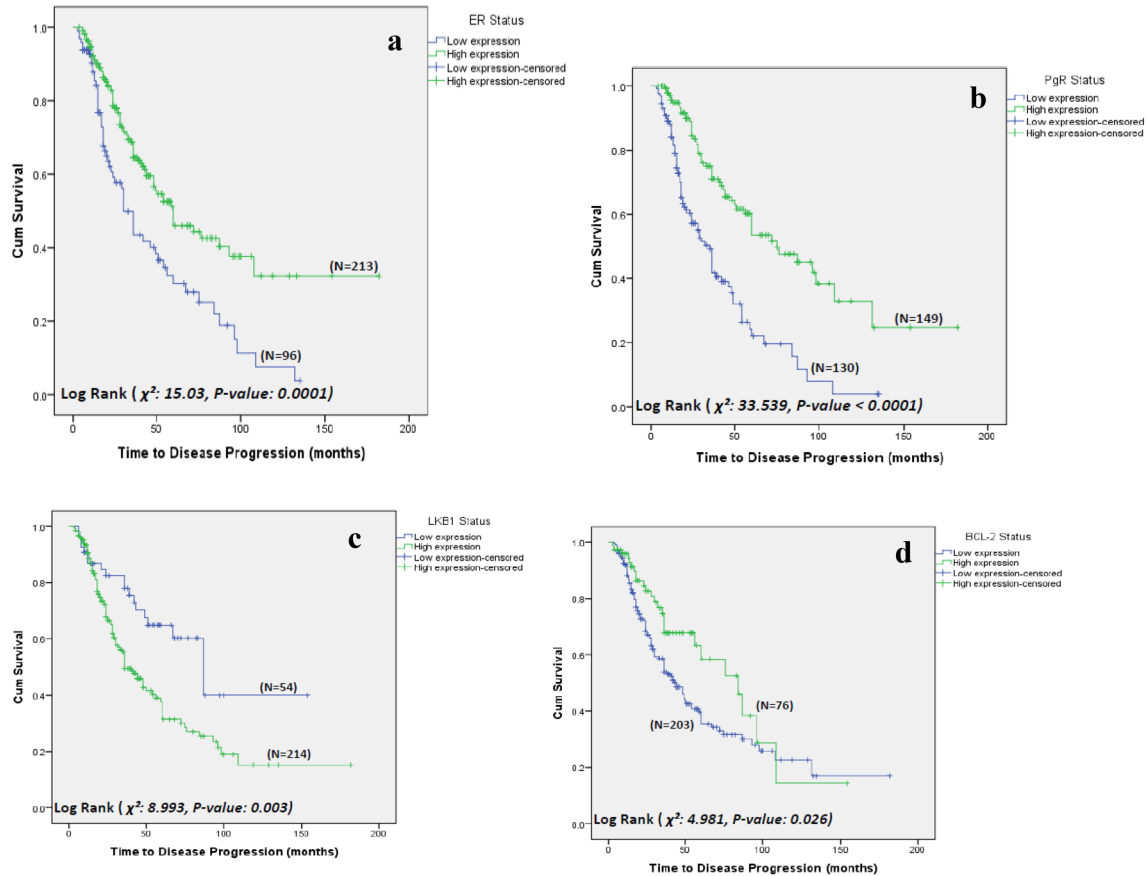 ER Status
Low expression
High expression
Low expression-censored
High expression-censored
a
1.0
0.8
0.6
0.4
0.2
0.0
Cum Survival
(N=213)
(N=96)
Log Rank ( χ²: 15.03, P-value: 0.0001)
0 50 100 150 200
Time to Disease Progression (months)
PgR Status
Low expression
High expression
Low expression-censored
High expression-censored
b
1.0
0.8
0.6
0.4
0.2
0.0
Cum Survival
(N=149)
(N=130)
Log Rank ( χ²: 33.539, P-value < 0.0001)
0 50 100 150 200
Time to Disease Progression (months)
LKB1 Status
Low expression
High expression
Low expression-censored
High expression-censored
c
1.0
0.8
0.6
0.4
0.2
0.0
Cum Survival
(N=54)
(N=214)
Log Rank ( χ²: 8.993, P-value: 0.003)
0 50 100 150 200
Time to Disease Progression (months)
BCL-2 Status
Low expression
High expression
Low expression-censored
High expression-censored
d
1.0
0.8
0.6
0.4
0.2
0.0
Cum Survival
(N=76)
(N=203)
Log Rank ( χ²: 4.981, P-value: 0.026)
0 50 100 150 200
Time to Disease Progression (months)